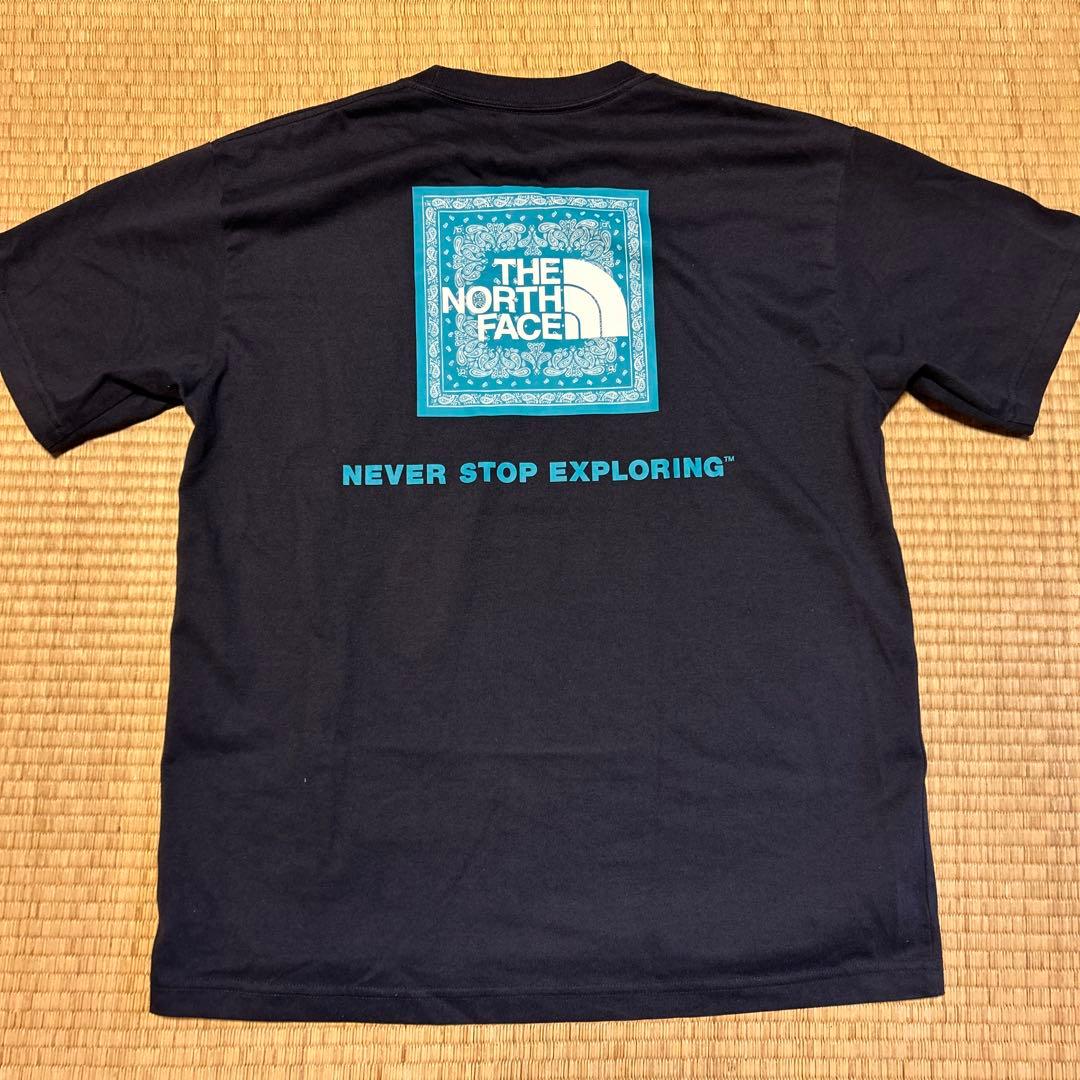 THE
NORTH
FACE
NEVER STOP EXPLORING™